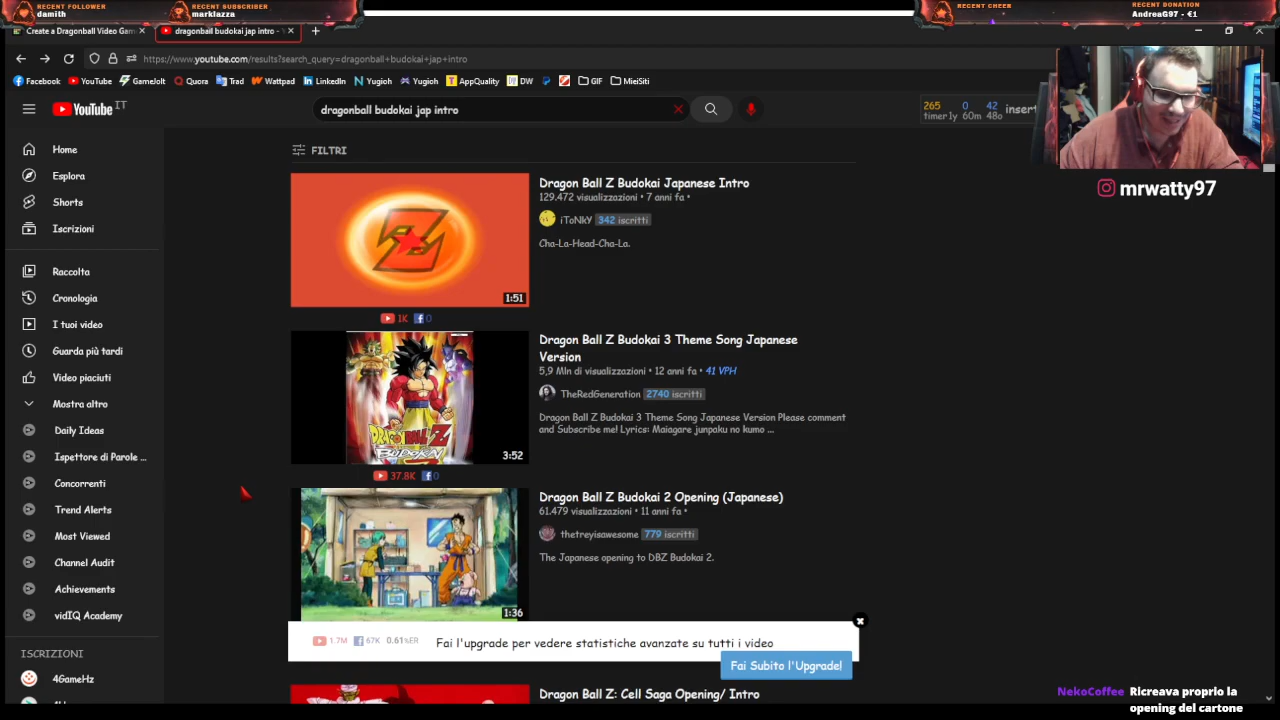 RECENT FOLLOWER
damith
RECENT SUBSCRIBER
marklazza
RECENT CHEER
RECENT DONATION
AndreaG97 - €1
Create a Dragonball Video Gam
dragonball budokai jap intro -
https://www.youtube.com/results?search_query=dragonball+budokai+jap+intro
Facebook YouTube GameJolt Quora Trad Wattpad LinkedIn Yugioh Yugioh AppQuality DW GIF MieiSiti
YouTube IT
dragonball budokai jap intro
265 0 42 insert
timer 1y 60m 48o
mrwatty97
Home
Esplora
Shorts
Iscrizioni
Raccolta
Cronologia
I tuoi video
Guarda più tardi
Video piaciuti
Mostra altro
Daily Ideas
Ispettore di Parole ...
Concorrenti
Trend Alerts
Most Viewed
Channel Audit
Achievements
vidIQ Academy
ISCRIZIONI
4GameHz
FILTRI
1:51
1K 0
Dragon Ball Z Budokai Japanese Intro
129.472 visualizzazioni • 7 anni fa •
iToNkY 342 iscritti
Cha-La-Head-Cha-La.
DRAGON BALL Z
BUDOKAI
3:52
37.8K 0
Dragon Ball Z Budokai 3 Theme Song Japanese
Version
5,9 Mln di visualizzazioni • 12 anni fa • 41 VPH
TheRedGeneration 2740 iscritti
Dragon Ball Z Budokai 3 Theme Song Japanese Version Please comment
and Subscribe me! Lyrics: Maiagare junpaku no kumo ...
1:36
Dragon Ball Z Budokai 2 Opening (Japanese)
61.479 visualizzazioni • 11 anni fa •
thetreyisawesome 779 iscritti
The Japanese opening to DBZ Budokai 2.
1.7M 67K 0.61%ER
Fai l'upgrade per vedere statistiche avanzate su tutti i video
Fai Subito l'Upgrade!
Dragon Ball Z: Cell Saga Opening/ Intro
NekoCoffee Ricreava proprio la
opening del cartone